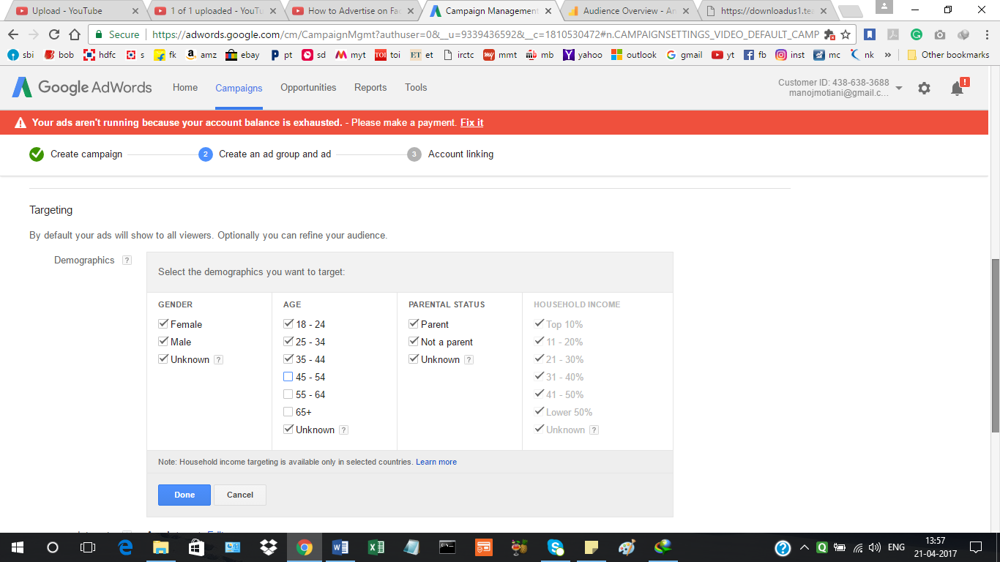 Upload - YouTube
1 of 1 uploaded - YouTu
How to Advertise on Fac
Campaign Management
Audience Overview - An
https://downloadus1.tea
Secure
https://adwords.google.com/cm/CampaignMgmt?authuser=0&__u=9339436592&__c=1810530472#n.CAMPAIGNSETTINGS_VIDEO_DEFAULT_CAMP
sbi bob hdfc s fk amz ebay pt sd myt toi et irctc mmt mb yahoo outlook gmail yt fb inst mc nk » Other bookmarks
Google AdWords
Home Campaigns Opportunities Reports Tools
Customer ID: 438-638-3688
manojmotiani@gmail.c...
Your ads aren't running because your account balance is exhausted. - Please make a payment. Fix it
Create campaign
2 Create an ad group and ad
3 Account linking
Targeting
By default your ads will show to all viewers. Optionally you can refine your audience.
Demographics ?
Select the demographics you want to target:
GENDER
Female
Male
Unknown ?
AGE
18 - 24
25 - 34
35 - 44
45 - 54
55 - 64
65+
Unknown ?
PARENTAL STATUS
Parent
Not a parent
Unknown ?
HOUSEHOLD INCOME
Top 10%
11 - 20%
21 - 30%
31 - 40%
41 - 50%
Lower 50%
Unknown ?
Note: Household income targeting is available only in selected countries. Learn more
Done
Cancel
ENG
13:57
21-04-2017